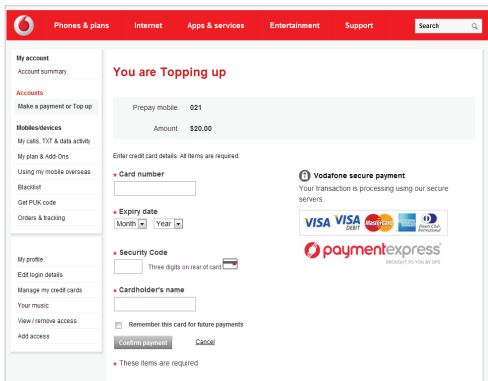 Phones & plans
Internet
Apps & services
Entertainment
Support
Search
My account
Account summary
Accounts
Make a payment or Top up
Mobiles/devices
My calls, TXT & data activity
My plan & Add-Ons
Using my mobile overseas
Blacklist
Get PUK code
Orders & tracking
My profile
Edit login details
Manage my credit cards
Your music
View / remove access
Add access
You are Topping up
Prepay mobile 021
Amount $20.00
Enter credit card details. All items are required.
* Card number
* Expiry date
Month Year
* Security Code
Three digits on rear of card
* Cardholder's name
Remember this card for future payments
Confirm payment Cancel
* These items are required
Vodafone secure payment
Your transaction is processing using our secure
servers.
VISA VISA DEBIT MasterCard Diners Club International
paymentexpress
BROUGHT TO YOU BY DPS